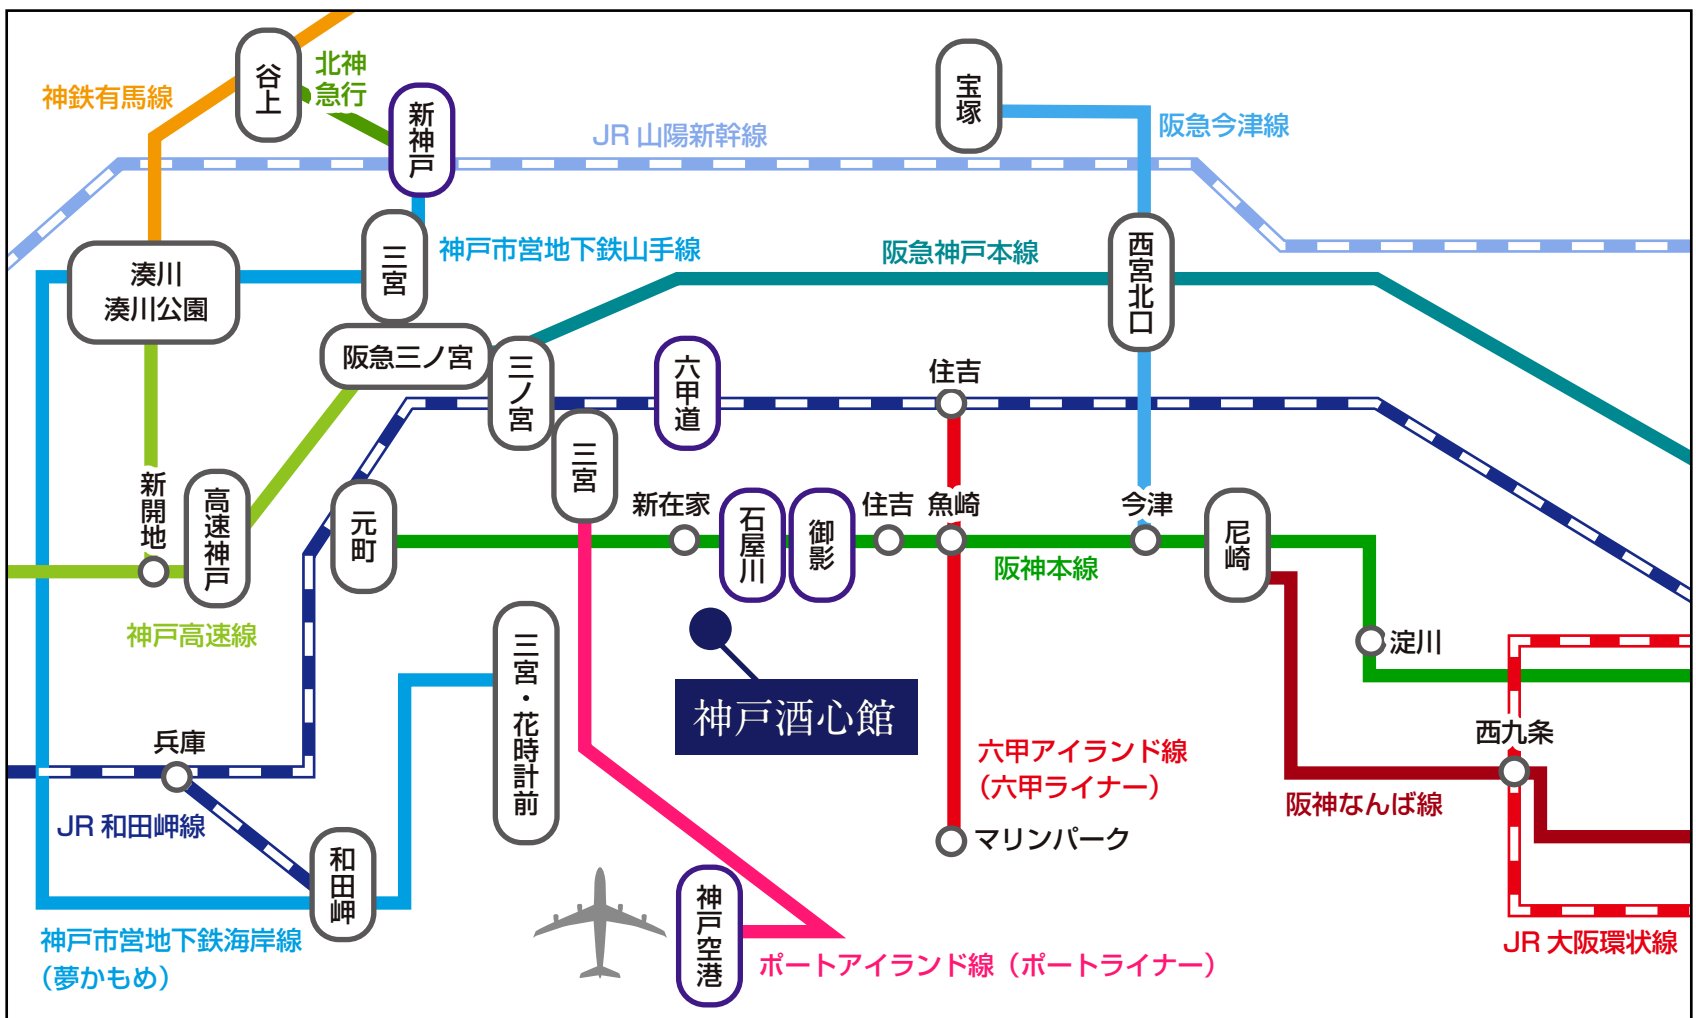 谷上
北神
急行
神鉄有馬線
新神戸
宝塚
JR 山陽新幹線
阪急今津線
三宮
神戸市営地下鉄山手線
阪急神戸本線
西宮北口
湊川
湊川公園
阪急三ノ宮
三ノ宮
六甲道
住吉
三宮
新開地
高速神戸
元町
新在家
石屋川
御影
住吉
魚崎
今津
尼崎
阪神本線
神戸高速線
淀川
三宮・花時計前
神戸酒心館
西九条
兵庫
六甲アイランド線
(六甲ライナー)
阪神なんば線
JR 和田岬線
マリンパーク
和田岬
神戸空港
神戸市営地下鉄海岸線
(夢かもめ)
ポートアイランド線(ポートライナー)
JR 大阪環状線